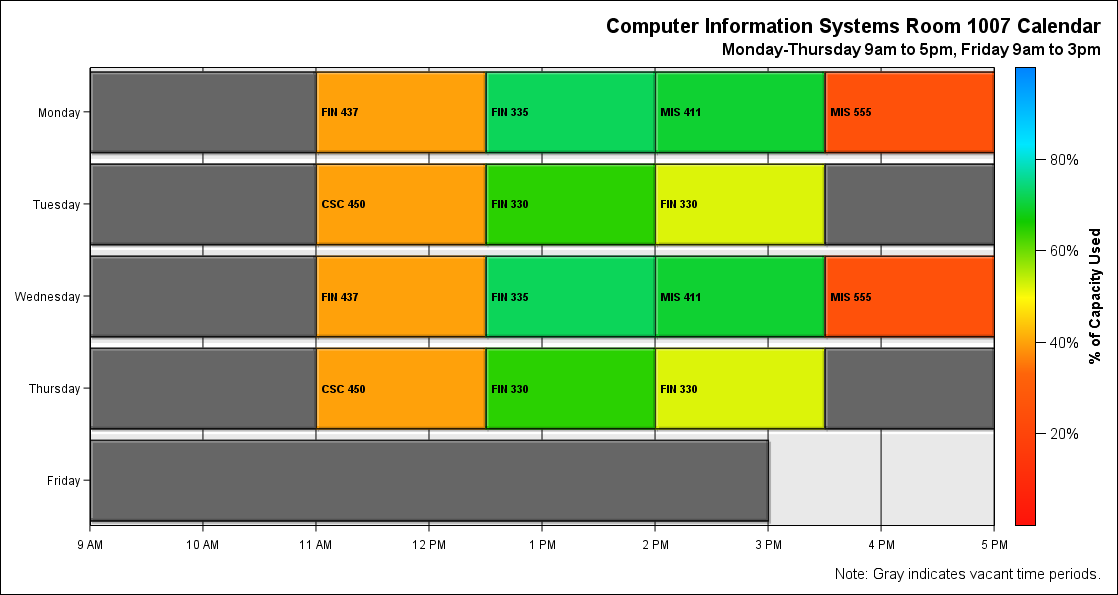 Computer Information Systems Room 1007 Calendar
Monday-Thursday 9am to 5pm, Friday 9am to 3pm
Monday
FIN 437
FIN 335
MIS 411
MIS 555
Tuesday
CSC 450
FIN 330
FIN 330
Wednesday
FIN 437
FIN 335
MIS 411
MIS 555
Thursday
CSC 450
FIN 330
FIN 330
Friday
9 AM
10 AM
11 AM
12 PM
1 PM
2 PM
3 PM
4 PM
5 PM
80%
60%
40%
20%
% of Capacity Used
Note: Gray indicates vacant time periods.